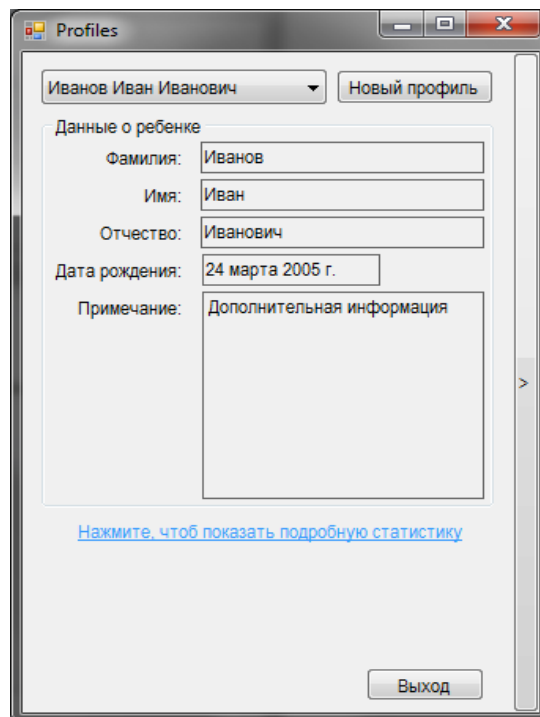 Profiles
Иванов Иван Иванович
Новый профиль
Данные о ребенке
Фамилия: Иванов
Имя: Иван
Отчество: Иванович
Дата рождения: 24 марта 2005 г.
Примечание: Дополнительная информация
>
Нажмите, чтоб показать подробную статистику
Выход